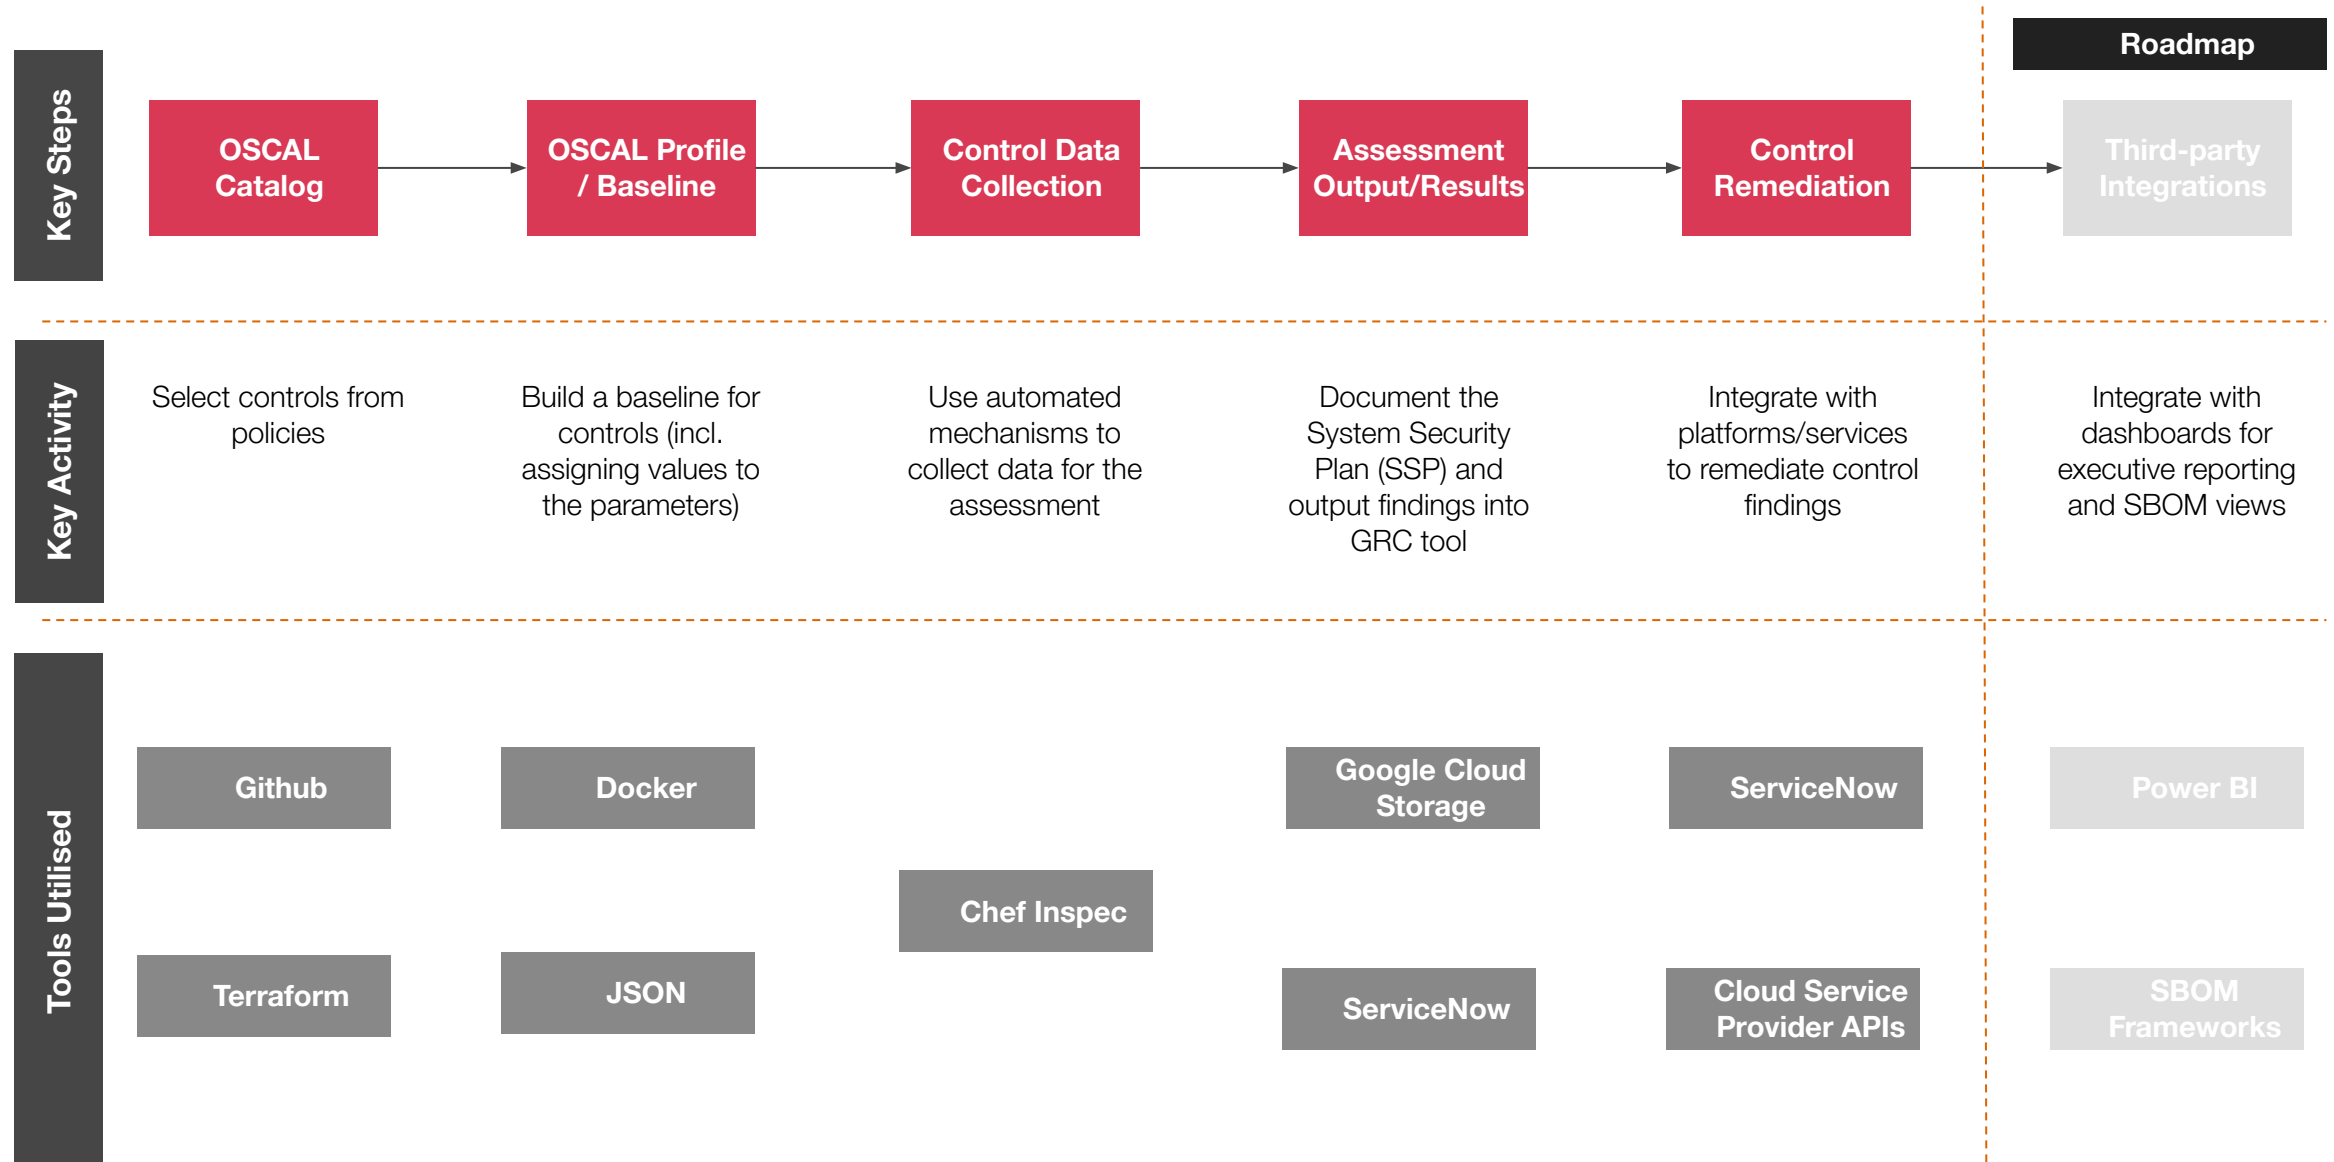 Roadmap
Key Steps
OSCAL
Catalog
OSCAL Profile
/ Baseline
Control Data
Collection
Assessment
Output/Results
Control
Remediation
Third-party
Integrations
Key Activity
Select controls from
policies
Build a baseline for
controls (incl.
assigning values to
the parameters)
Use automated
mechanisms to
collect data for the
assessment
Document the
System Security
Plan (SSP) and
output findings into
GRC tool
Integrate with
platforms/services
to remediate control
findings
Integrate with
dashboards for
executive reporting
and SBOM views
Tools Utilised
Github
Terraform
Docker
JSON
Chef Inspec
Google Cloud
Storage
ServiceNow
ServiceNow
Cloud Service
Provider APIs
Power BI
SBOM
Frameworks